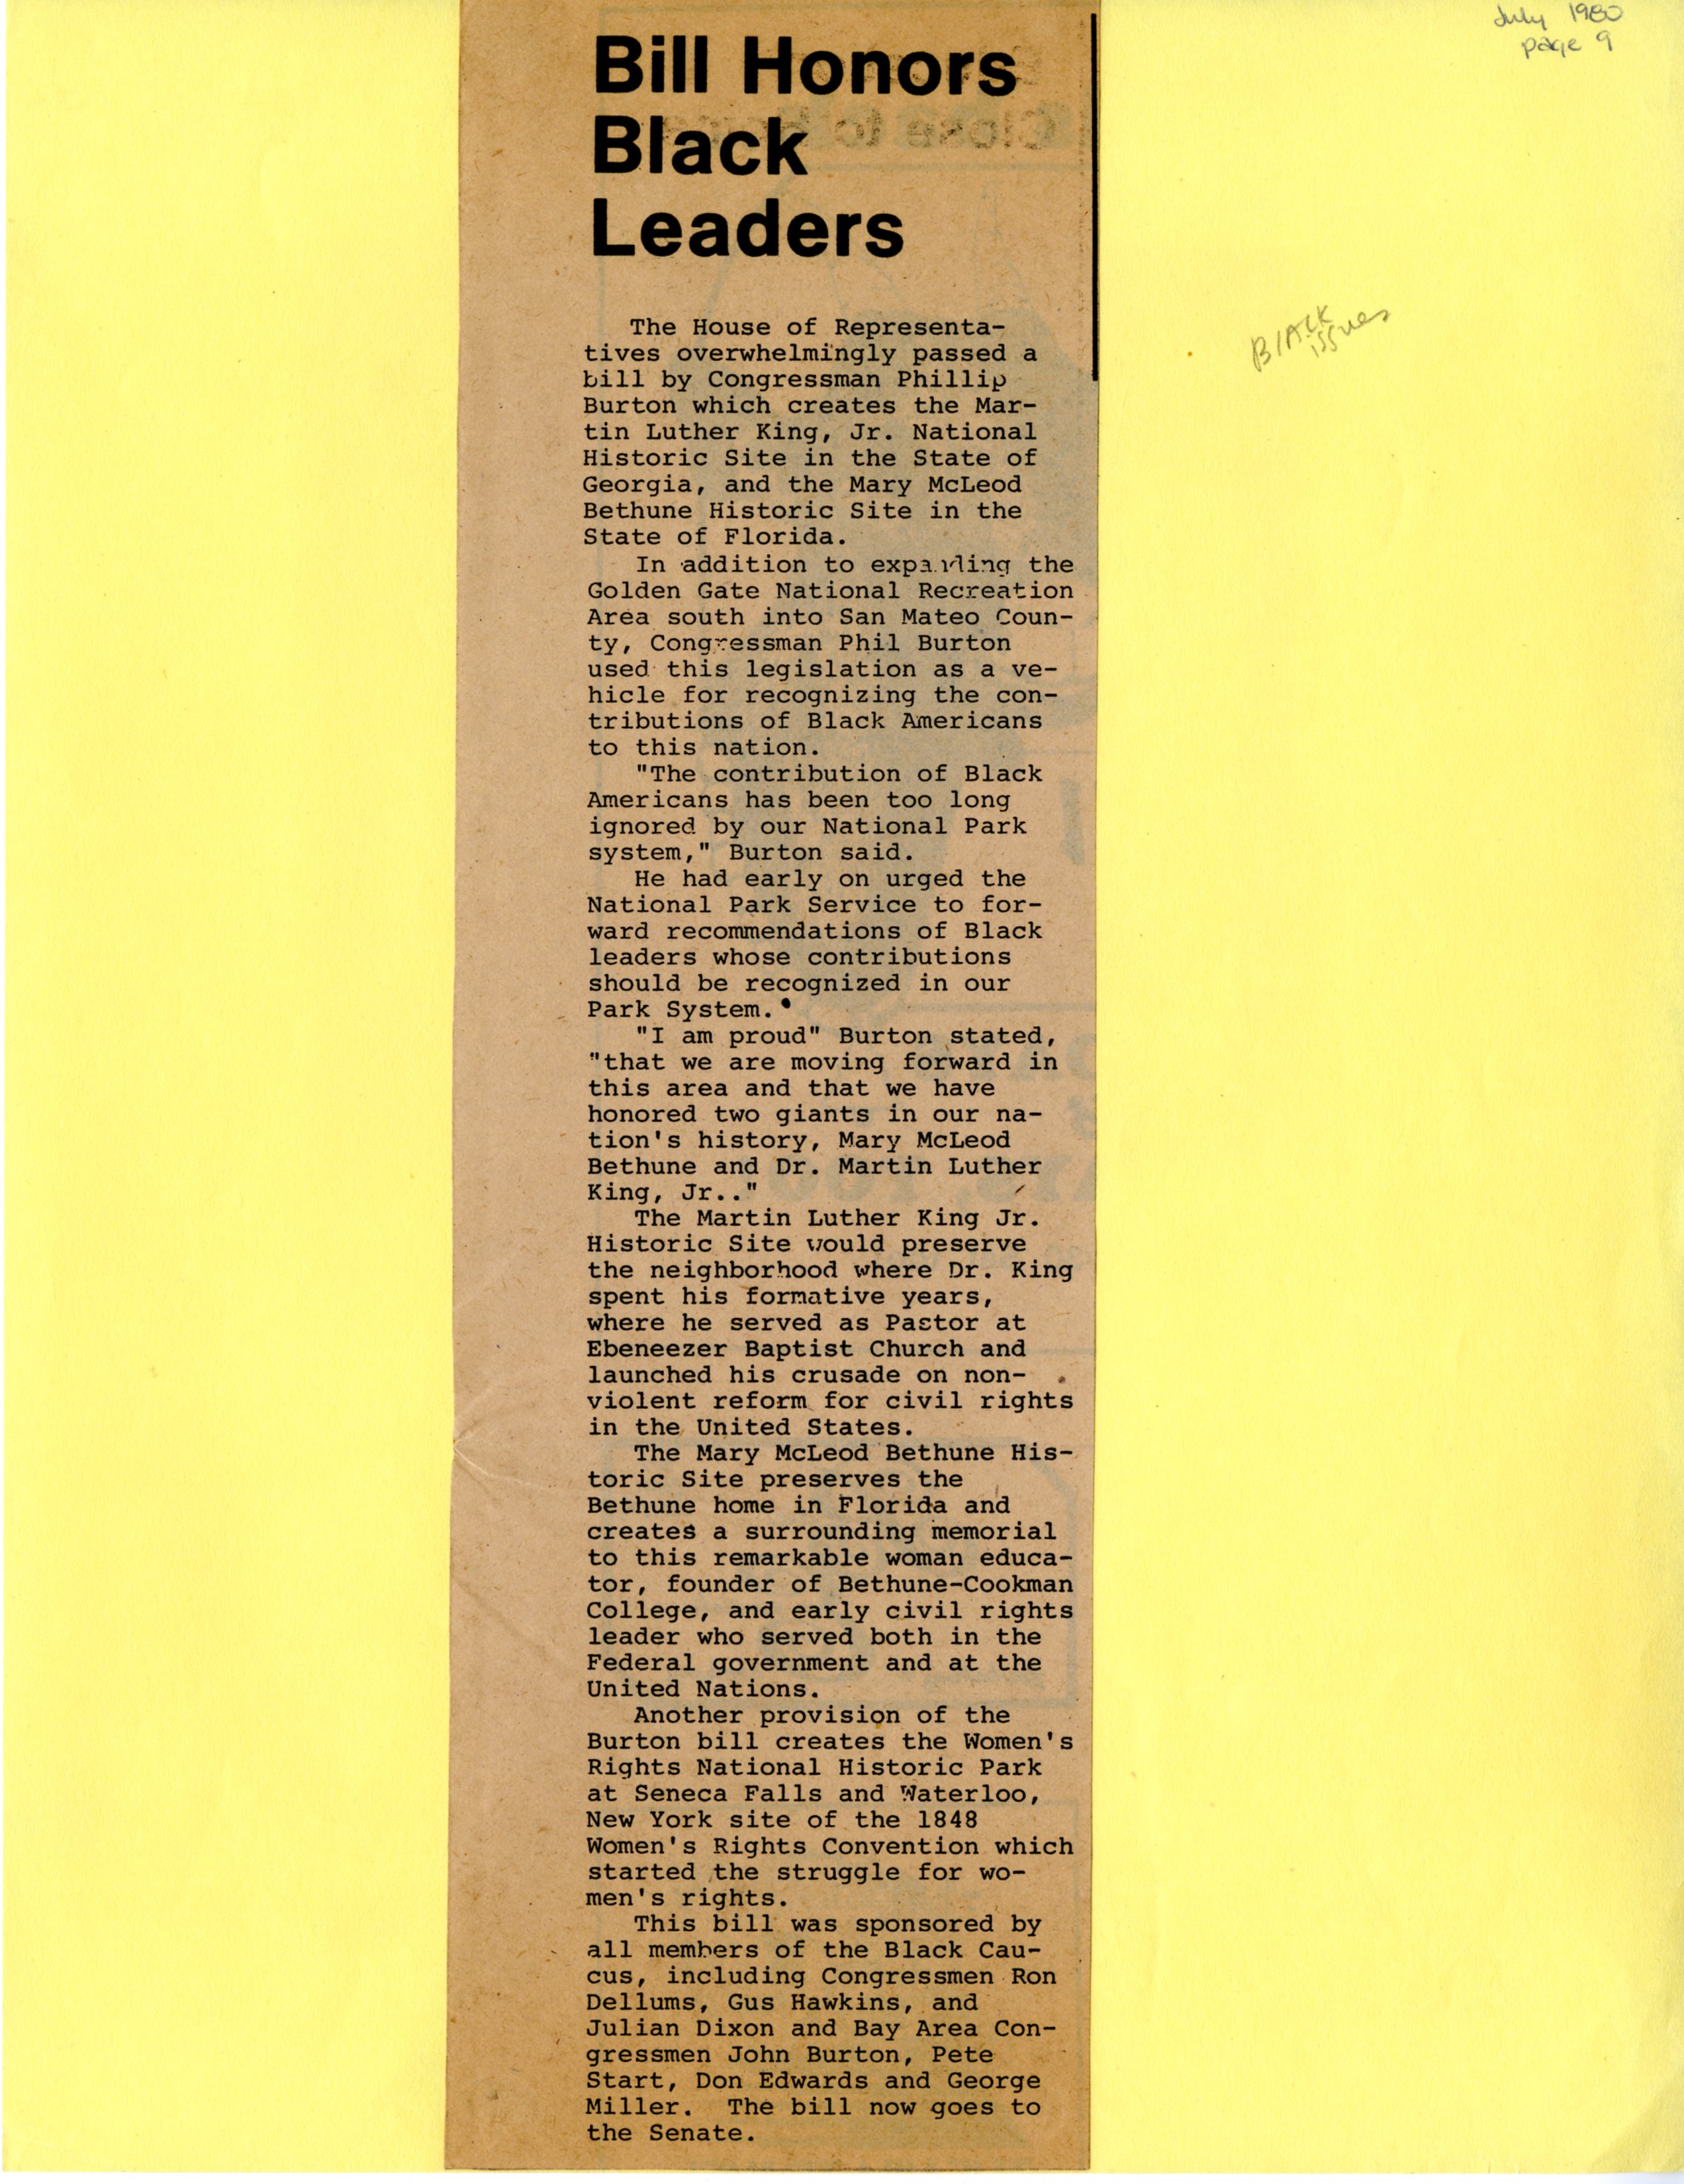 July 1980
page 9
Bill Honors
Black
Leaders
BlACK
issues
The House of Representa-
tives overwhelmingly passed a
bill by Congressman Phillip
Burton which creates the Mar-
tin Luther King, Jr. National
Historic Site in the State of
Georgia, and the Mary McLeod
Bethune Historic Site in the
State of Florida.
In addition to expanding the
Golden Gate National Recreation
Area south into San Mateo Coun-
ty, Congressman Phil Burton
used this legislation as a ve-
hicle for recognizing the con-
tributions of Black Americans
to this nation.
"The contribution of Black
Americans has been too long
ignored by our National Park
system," Burton said.
He had early on urged the
National Park Service to for-
ward recommendations of Black
leaders whose contributions
should be recognized in our
Park System.
"I am proud" Burton stated,
"that we are moving forward in
this area and that we have
honored two giants in our na-
tion's history, Mary McLeod
Bethune and Dr. Martin Luther
King, Jr.."
The Martin Luther King Jr.
Historic Site would preserve
the neighborhood where Dr. King
spent his formative years,
where he served as Pastor at
Ebeneezer Baptist Church and
launched his crusade on non-
violent reform for civil rights
in the United States.
The Mary McLeod Bethune His-
toric Site preserves the
Bethune home in Florida and
creates a surrounding memorial
to this remarkable woman educa-
tor, founder of Bethune-Cookman
College, and early civil rights
leader who served both in the
Federal government and at the
United Nations.
Another provision of the
Burton bill creates the Women's
Rights National Historic Park
at Seneca Falls and Waterloo,
New York site of the 1848
Women's Rights Convention which
started the struggle for wo-
men's rights.
This bill was sponsored by
all members of the Black Cau-
cus, including Congressmen Ron
Dellums, Gus Hawkins, and
Julian Dixon and Bay Area Con-
gressmen John Burton, Pete
Start, Don Edwards and George
Miller. The bill now goes to
the Senate.